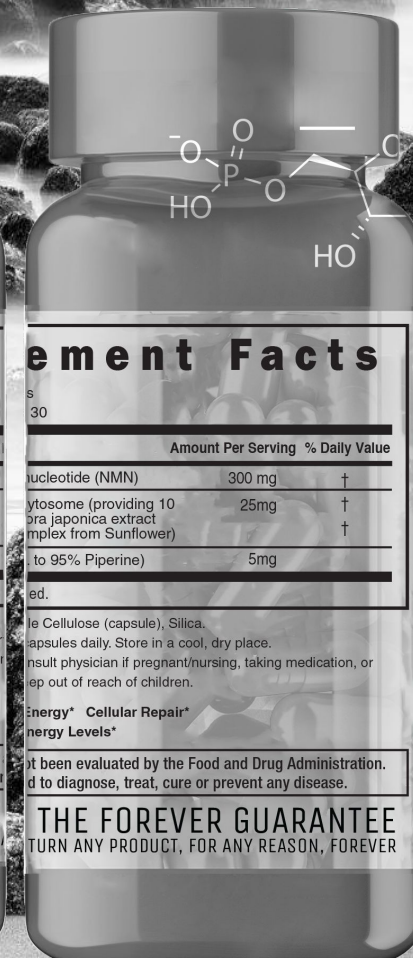 O
-O P O
HO
HO
ement Facts
s
30
Amount Per Serving % Daily Value
nucleotide (NMN) 300 mg †
ytosome (providing 10 25mg †
ora japonica extract
mplex from Sunflower) †
. to 95% Piperine) 5mg
ed.
le Cellulose (capsule), Silica.
capsules daily. Store in a cool, dry place.
nsult physician if pregnant/nursing, taking medication, or
ep out of reach of children.
Energy* Cellular Repair*
nergy Levels*
ot been evaluated by the Food and Drug Administration.
d to diagnose, treat, cure or prevent any disease.
THE FOREVER GUARANTEE
TURN ANY PRODUCT, FOR ANY REASON, FOREVER